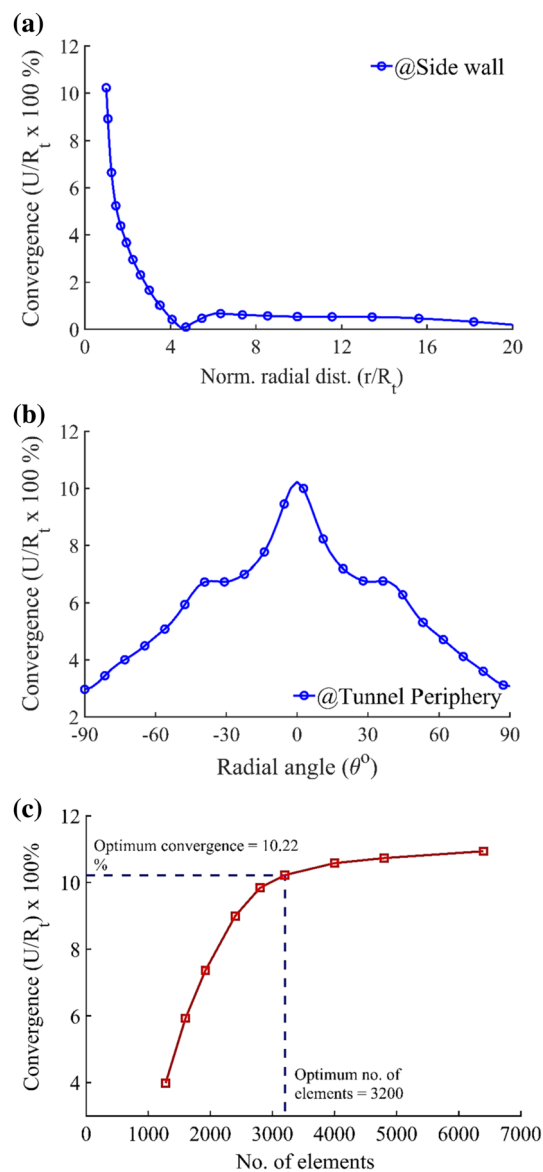 (a)
12
10
8
6
4
2
0
Convergence (U/Rt x 100 %)
@Side wall
0 4 8 12 16 20
Norm. radial dist. (r/Rt)
(b)
12
10
8
6
4
2
Convergence (U/Rt x 100 %)
@Tunnel Periphery
-90 -60 -30 0 30 60 90
Radial angle (θo)
(c)
12
10
8
6
4
Convergence (U/Rt) x 100%
Optimum convergence = 10.22
%
Optimum no. of
elements = 3200
0 1000 2000 3000 4000 5000 6000 7000
No. of elements